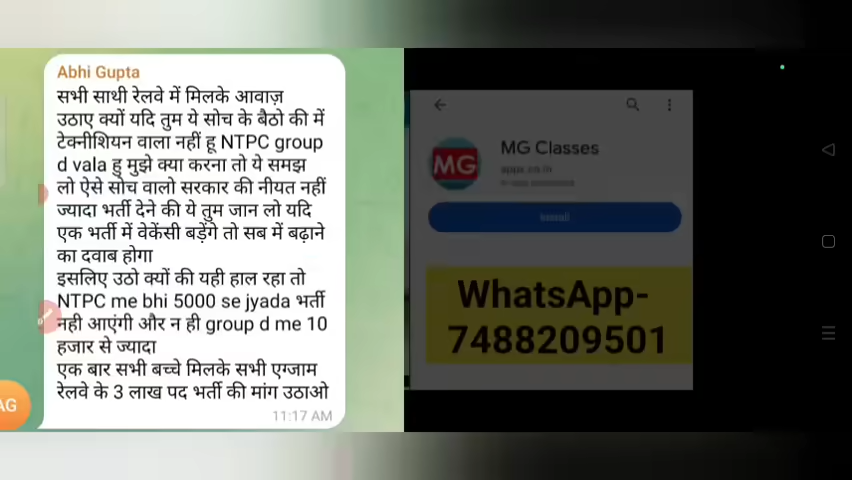 Abhi Gupta
सभी साथी रेलवे में मिलके आवाज़
उठाए क्यों यदि तुम ये सोच के बैठो की में
टेक्नीशियन वाला नहीं हू NTPC group
d vala हु मुझे क्या करना तो ये समझ
लो ऐसे सोच वालो सरकार की नीयत नहीं
ज्यादा भर्ती देने की ये तुम जान लो यदि
एक भर्ती में वेकेंसी बड़ेंगे तो सब में बढ़ाने
का दवाब होगा
इसलिए उठो क्यों की यही हाल रहा तो
NTPC me bhi 5000 se jyada भर्ती
नही आएंगी और न ही group d me 10
हजार से ज्यादा
एक बार सभी बच्चे मिलके सभी एग्जाम
रेलवे के 3 लाख पद भर्ती की मांग उठाओ
11:17 AM
AG
MG Classes
MG
apps.co.in
Install
WhatsApp-
7488209501